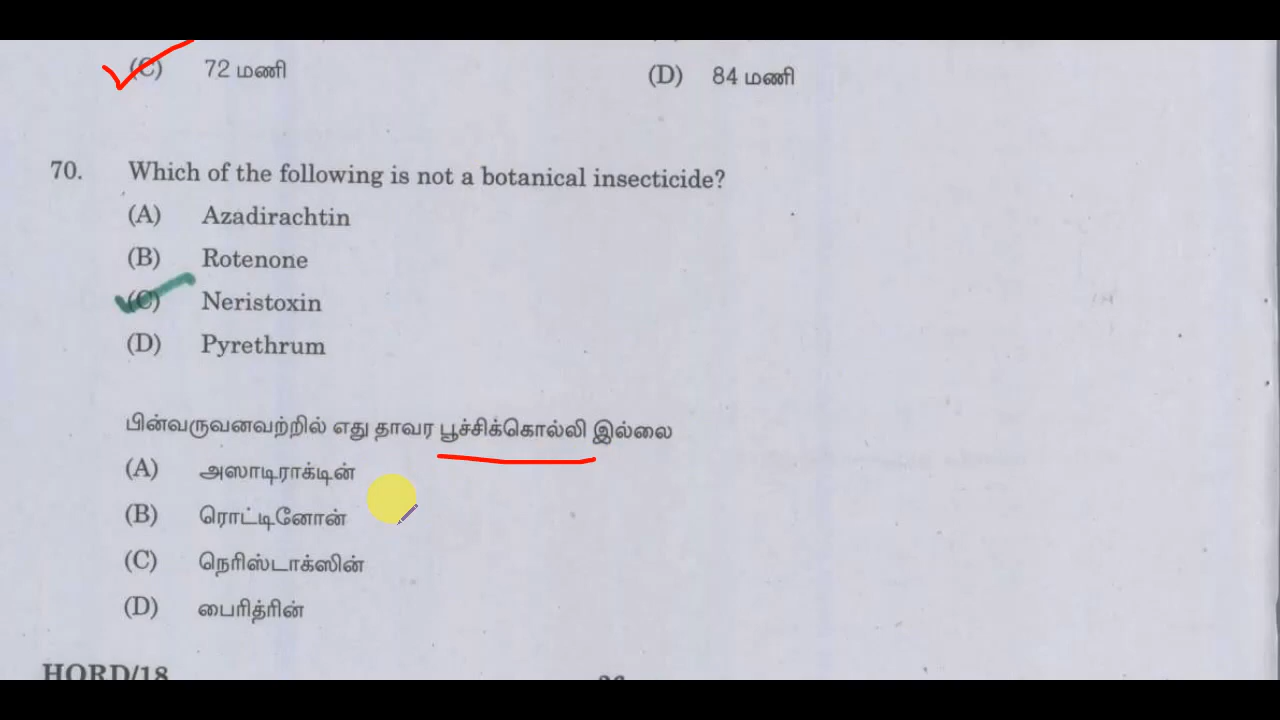 (C) 72 மணி (D) 84 மணி
70. Which of the following is not a botanical insecticide?
(A) Azadirachtin
(B) Rotenone
(C) Neristoxin
(D) Pyrethrum
பின்வருவனவற்றில் எது தாவர பூச்சிக்கொல்லி இல்லை
(A) அஸாடிராக்டின்
(B) ரொட்டினோன்
(C) நெரிஸ்டாக்ஸின்
(D) பைரித்ரின்
HORD/18